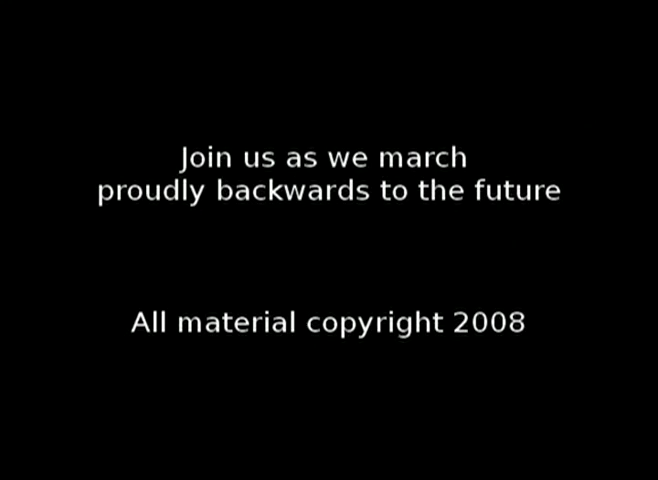 Join us as we march
proudly backwards to the future
All material copyright 2008